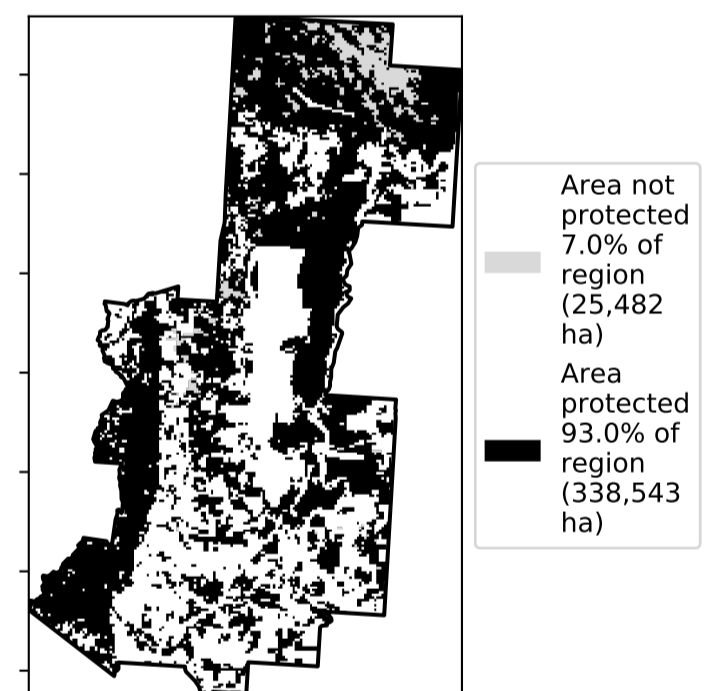 Area not
protected
7.0% of
region
(25,482
ha)
Area
protected
93.0% of
region
(338,543
ha)